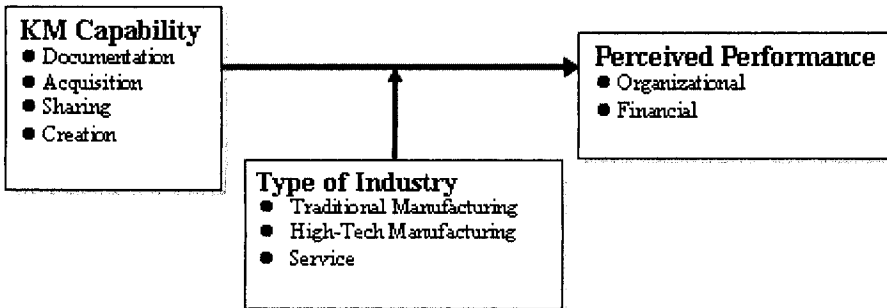 KM Capability
● Documentation
● Acquisition
● Sharing
● Creation
Perceived Performance
● Organizational
● Financial
Type of Industry
● Traditional Manufacturing
● High-Tech Manufacturing
● Service